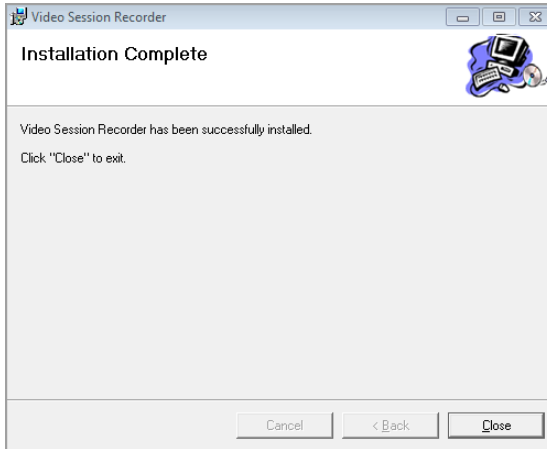 Video Session Recorder
Installation Complete
Video Session Recorder has been successfully installed.
Click "Close" to exit.
Cancel
< Back
Close